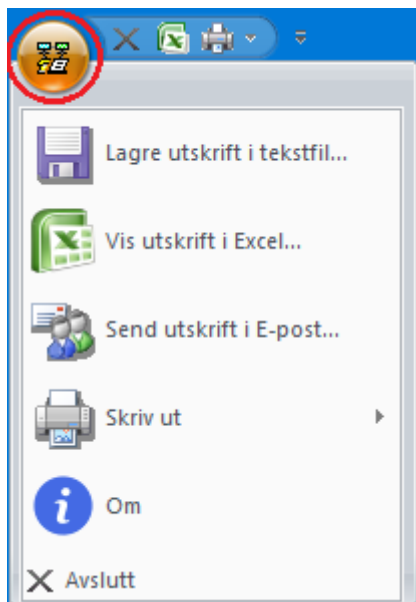 Lagre utskrift i tekstfil...
Vis utskrift i Excel...
Send utskrift i E-post...
Skriv ut
Om
Avslutt